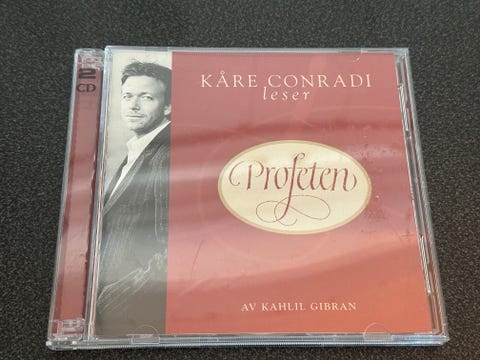 2
CD
KÅRE CONRADI
leser
Profeten
AV KAHLIL GIBRAN